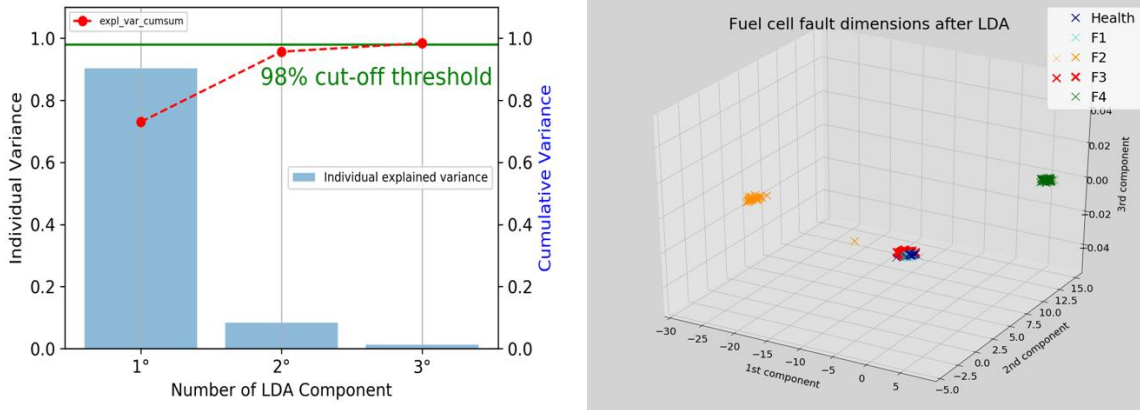 expl_var_cumsum
1.0
0.8
0.6
0.4
0.2
0.0
Individual Variance
98% cut-off threshold
Individual explained variance
1.0
0.8
0.6
0.4
0.2
0.0
Cumulative Variance
1° 2° 3°
Number of LDA Component
Fuel cell fault dimensions after LDA
Health
F1
F2
F3
F4
0.04
0.02
0.00
−0.02
−0.04
3rd component
−30 −25 −20 −15 −10 −5 0 5
1st component
−5.0 −2.5 0.0 2.5 5.0 7.5 10.0 12.5 15.0
2nd component